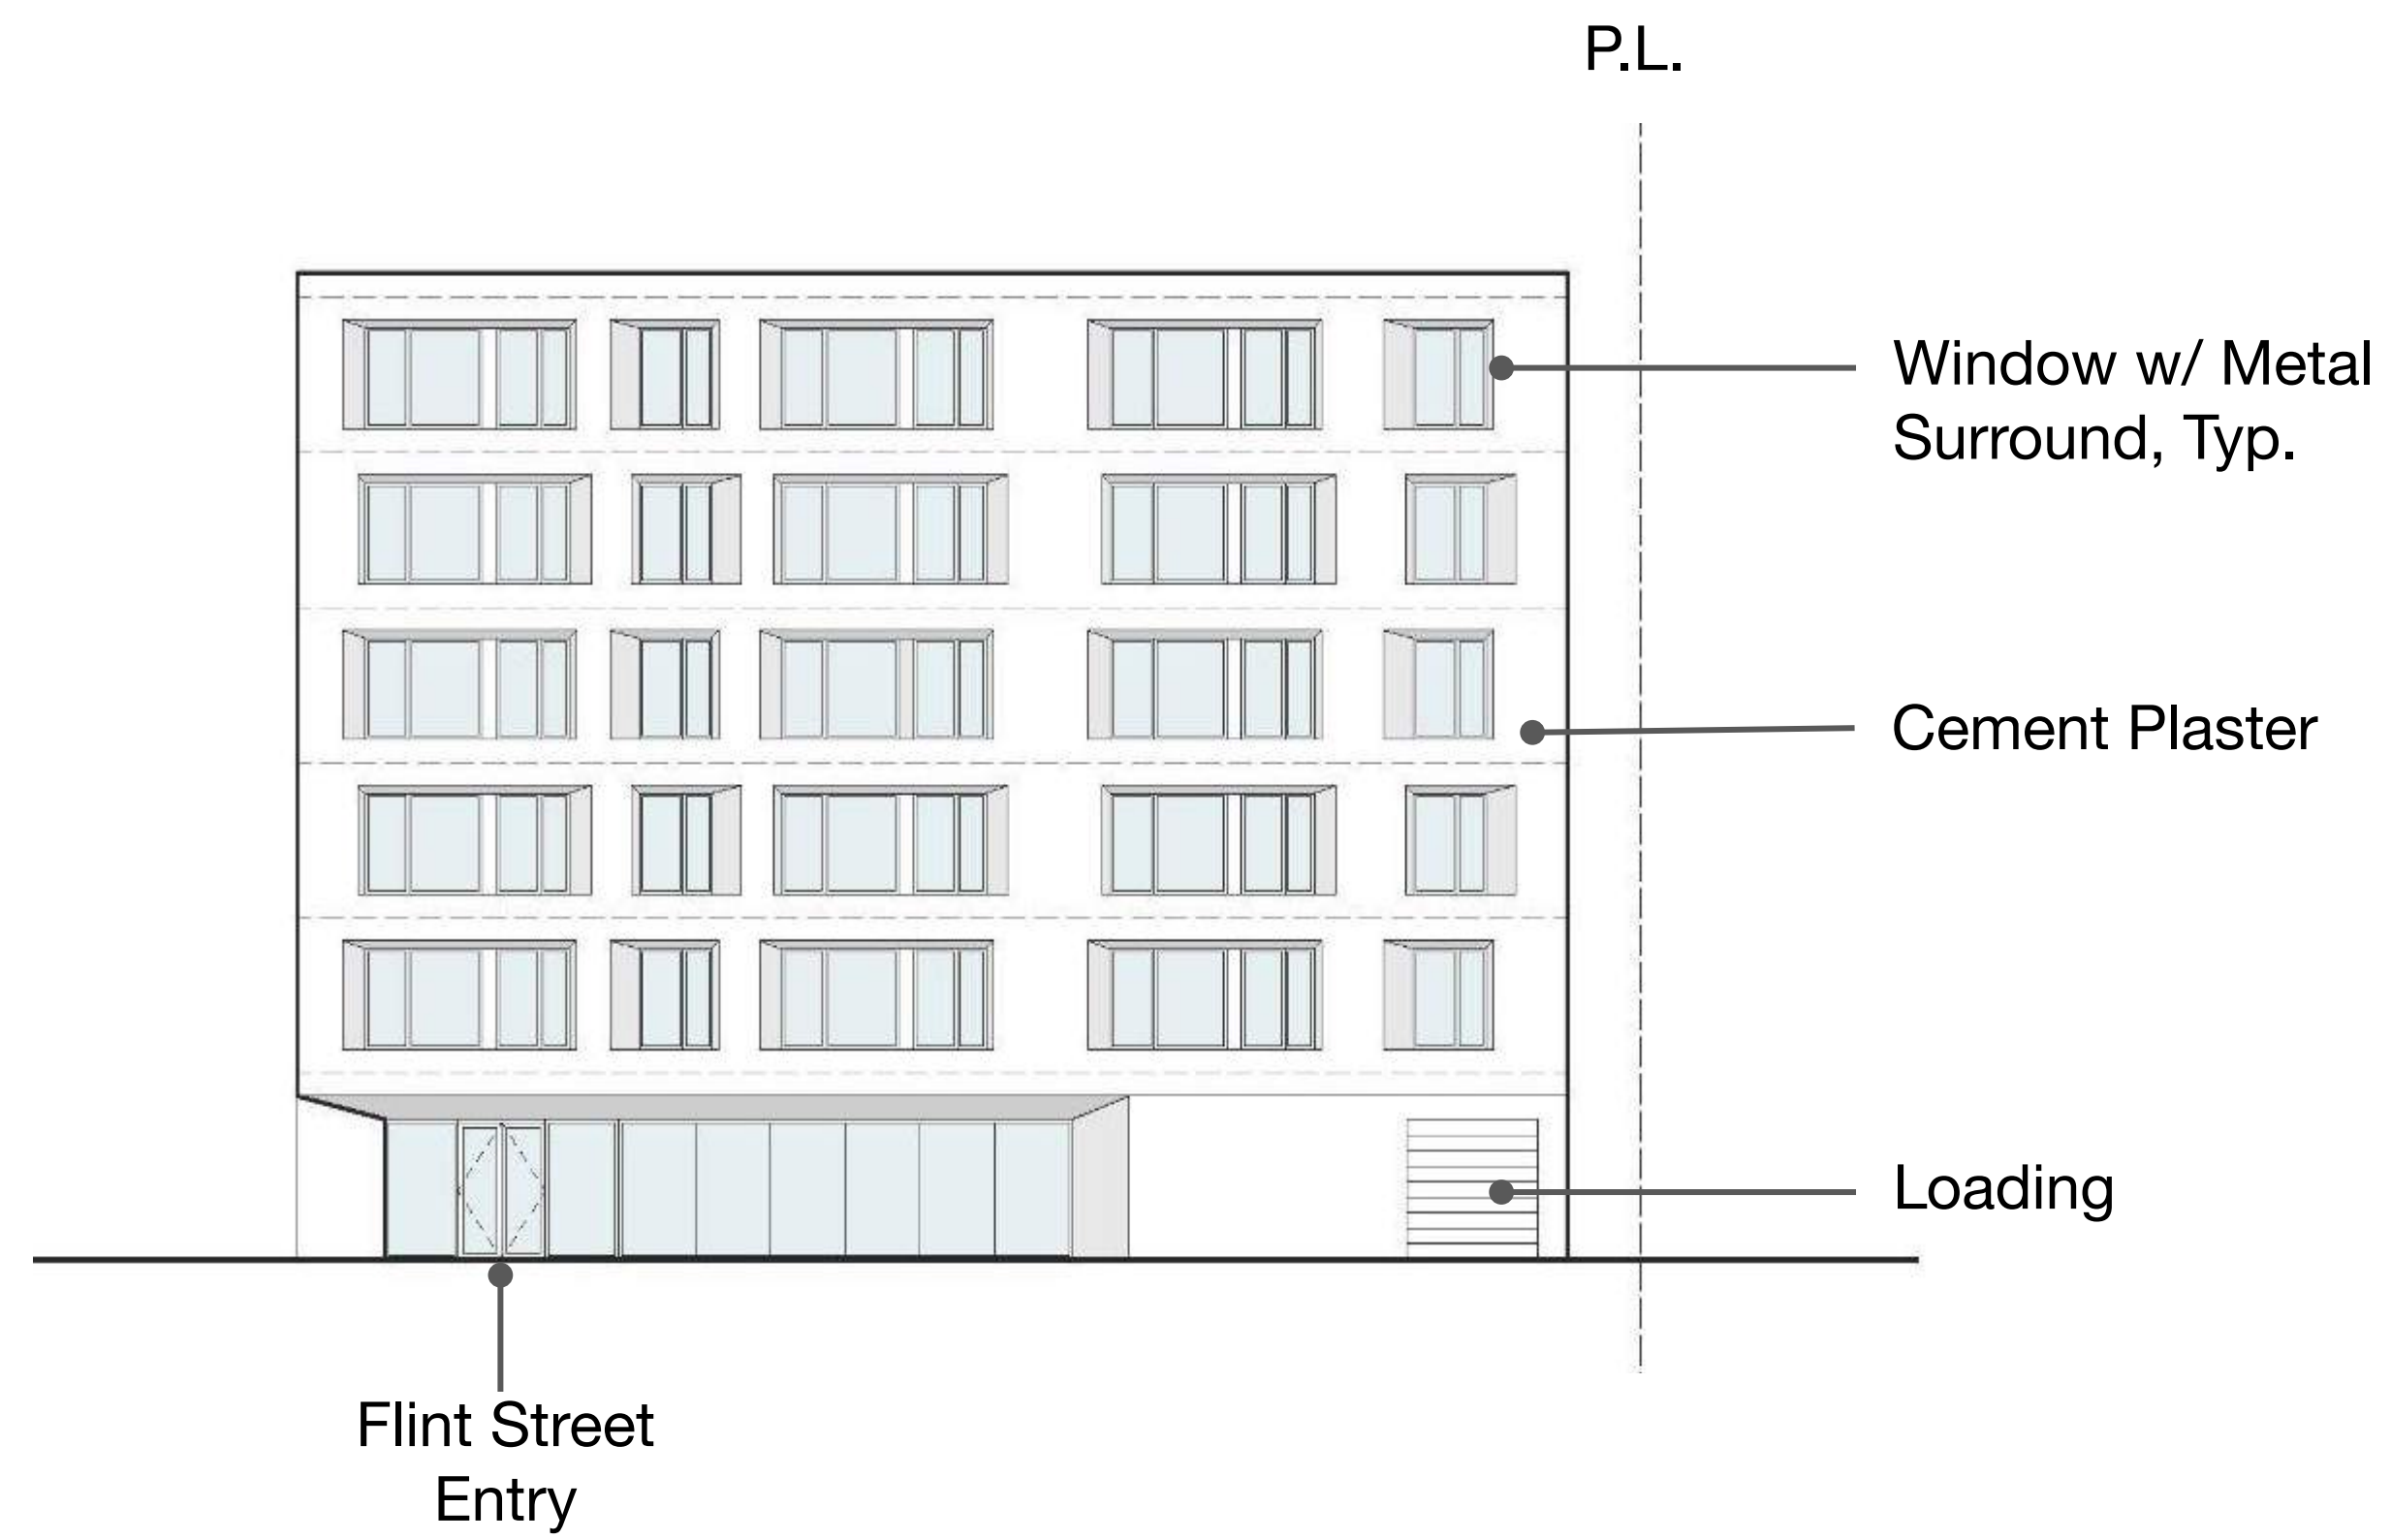 P.L.
Window w/ Metal
Surround, Typ.
Cement Plaster
Loading
Flint Street
Entry